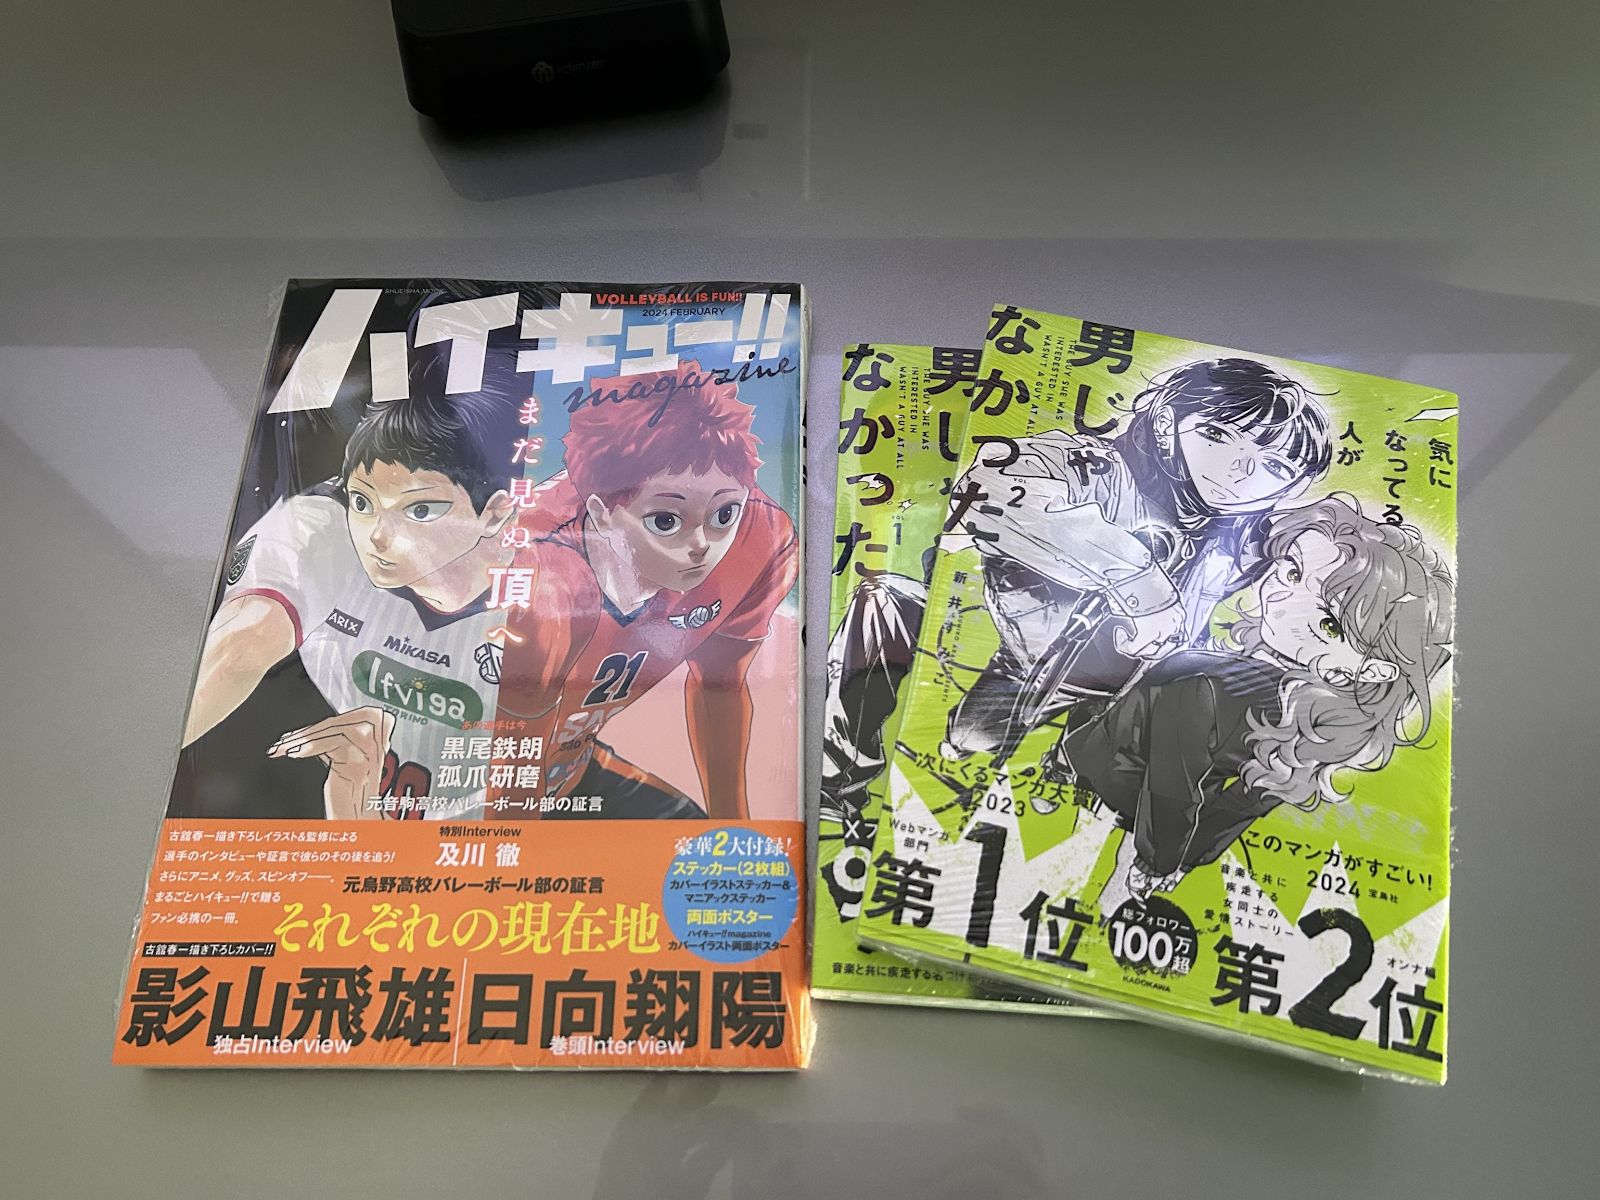 iclever
SHUEISHA MOOK
ハイキュー!!
VOLLEYBALL IS FUN!!
2024 FEBRUARY
magazine
まだ見ぬ頂へ
ARIX
MIKASA
TORINO
21
あの選手は今
黒尾鉄朗
孤爪研磨
元音駒高校バレーボール部の証言
古舘春一描き下ろしイラスト&監修による
選手のインタビューや証言で彼らのその後を追う!
さらにアニメ、グッズ、スピンオフ——。
まるごとハイキュー!!で贈る
ファン必携の一冊。
特別Interview
及川 徹
元烏野高校バレーボール部の証言
それぞれの現在地
豪華2大付録!
ステッカー(2枚組)
カバーイラストステッカー&
マニアックステッカー
両面ポスター
ハイキュー!!magazine
カバーイラスト両面ポスター
古舘春一描き下ろしカバー!!
影山飛雄
独占Interview
日向翔陽
巻頭Interview
男じ
なかった
THE GUY SHE WAS
INTERESTED IN
WASN'T A GUY AT ALL
VOL
1
音楽と共に疾走する
気に
なってる
人が
男じゃ
なかった
THE GUY SHE WAS
INTERESTED IN
WASN'T A GUY AT ALL
VOL
2
新井すみこ
次にくるマンガ大賞
2023
Webマンガ
部門
第1位
このマンガがすごい!
2024 宝島社
オンナ
第2位
音楽と共に
疾走する
女同士の
愛情ストーリー
総フォロワー
100万
超
KADOKAWA